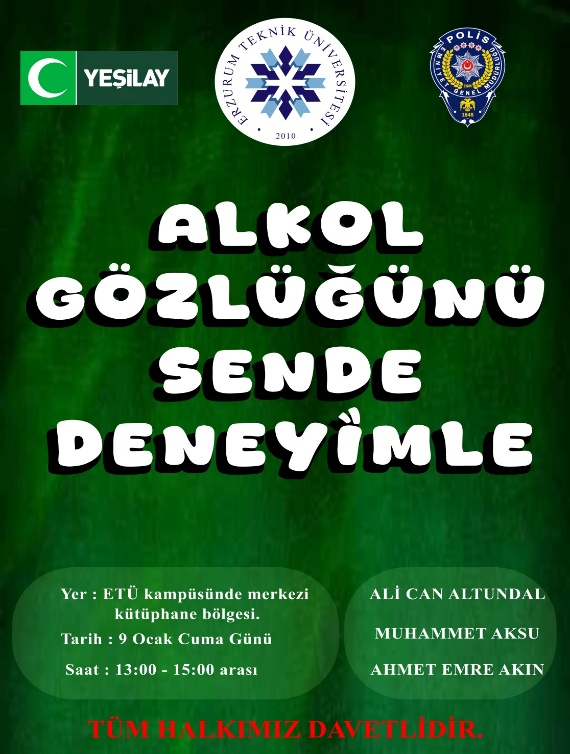 YEŞİLAY
ERZURUM TEKNİK ÜNİVERSİTESİ
2010
POLİS
EMNİYET GENEL MÜDÜRLÜĞÜ
1845
ALKOL
GÖZLÜĞÜNÜ
SENDE
DENEYİMLE
Yer : ETÜ kampüsünde merkezi
kütüphane bölgesi.
Tarih : 9 Ocak Cuma Günü
Saat : 13:00 - 15:00 arası
ALİ CAN ALTUNDAL
MUHAMMET AKSU
AHMET EMRE AKIN
TÜM HALKIMIZ DAVETLİDİR.